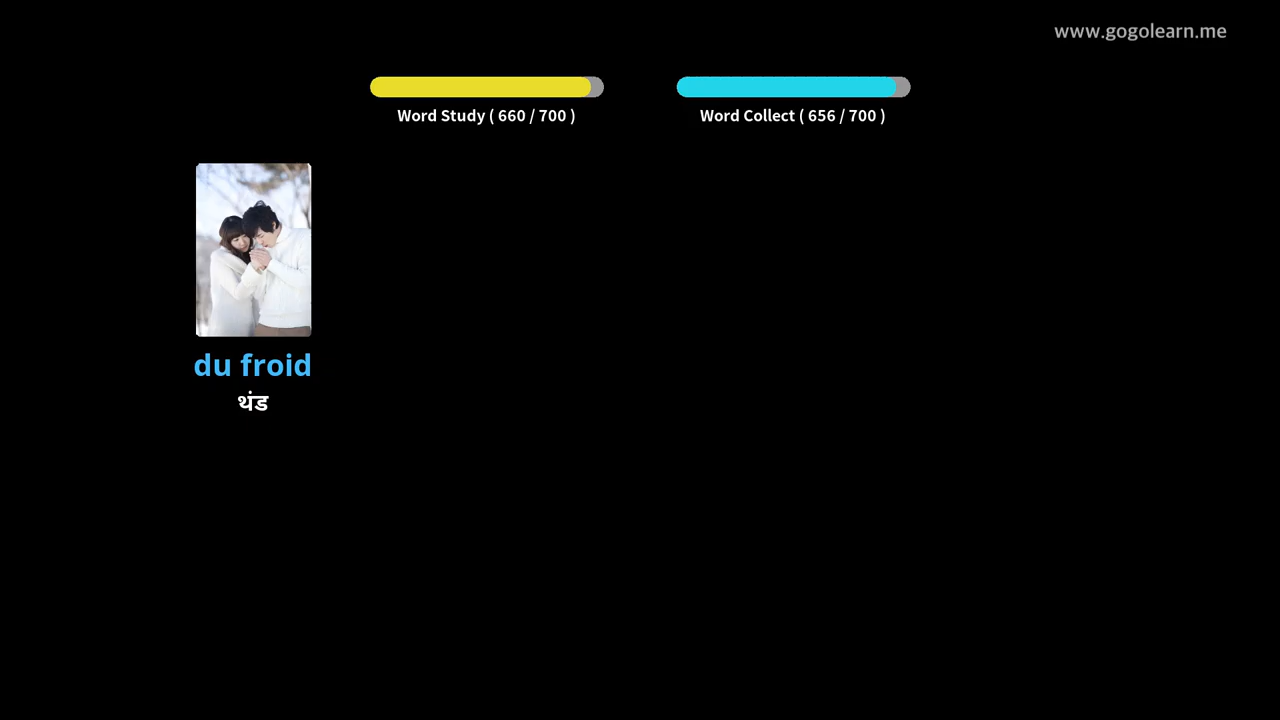 www.gogolearn.me
Word Study ( 660 / 700 )
Word Collect ( 656 / 700 )
du froid
थंड